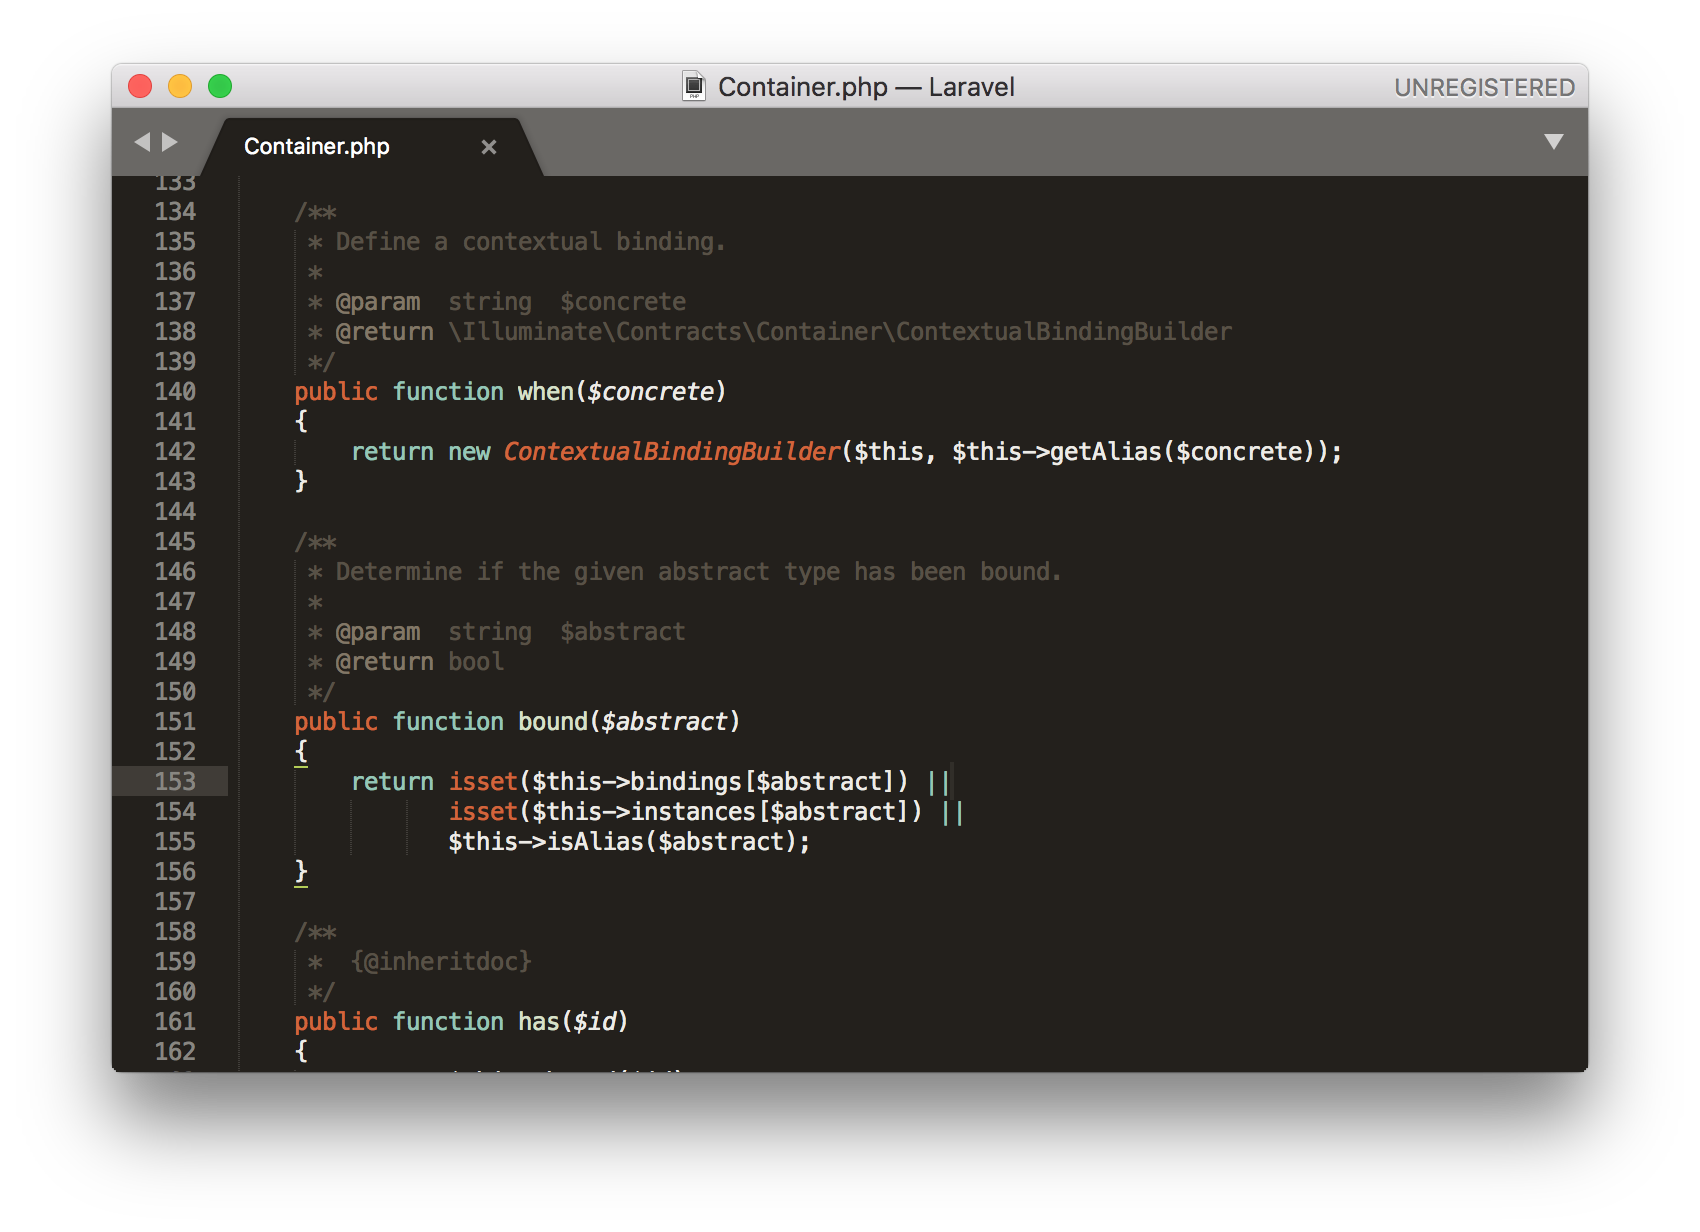 Container.php — Laravel
UNREGISTERED
Container.php
133
134 /**
135 * Define a contextual binding.
136 *
137 * @param  string  $concrete
138 * @return \Illuminate\Contracts\Container\ContextualBindingBuilder
139 */
140 public function when($concrete)
141 {
142 return new ContextualBindingBuilder($this, $this->getAlias($concrete));
143 }
144
145 /**
146 * Determine if the given abstract type has been bound.
147 *
148 * @param  string  $abstract
149 * @return bool
150 */
151 public function bound($abstract)
152 {
153 return isset($this->bindings[$abstract]) ||
154 isset($this->instances[$abstract]) ||
155 $this->isAlias($abstract);
156 }
157
158 /**
159 *  {@inheritdoc}
160 */
161 public function has($id)
162 {